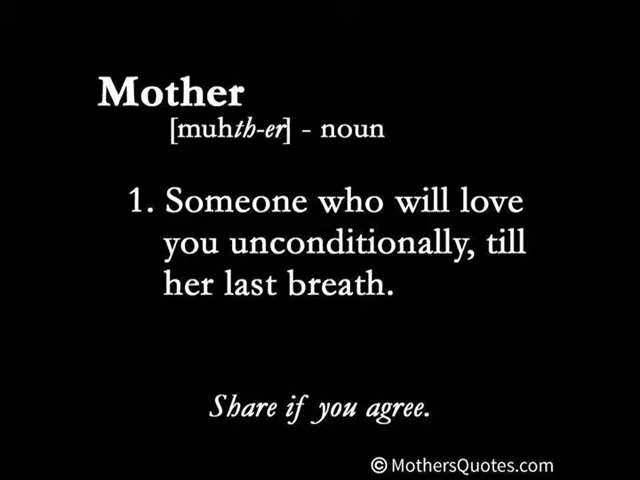 Mother
[muhth-er] - noun
1. Someone who will love
you unconditionally, till
her last breath.
Share if you agree.
© MothersQuotes.com